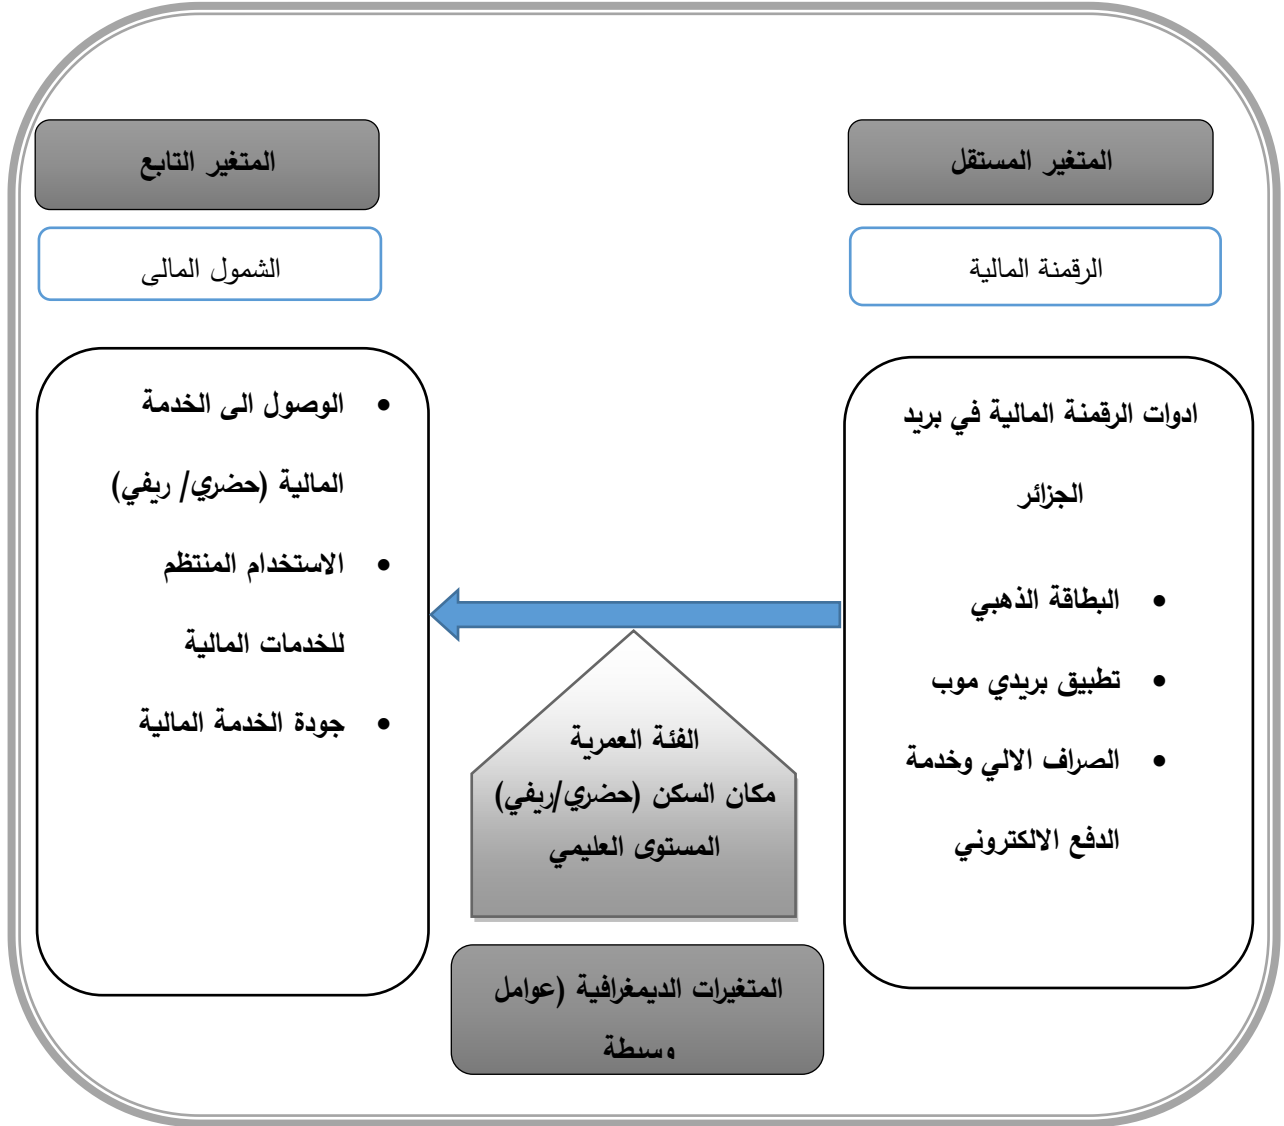 المتغير المستقل
الرقمنة المالية
ادوات الرقمنة المالية في بريد
الجزائر
• البطاقة الذهبي
• تطبيق بريدي موب
• الصراف الالي وخدمة
الدفع الالكتروني
المتغير التابع
الشمول المالى
• الوصول الى الخدمة
المالية (حضري/ ريفي)
• الاستخدام المنتظم
للخدمات المالية
• جودة الخدمة المالية
الفئة العمرية
مكان السكن (حضري/ريفي)
المستوى العليمي
المتغيرات الديمغرافية (عوامل
وسيطة